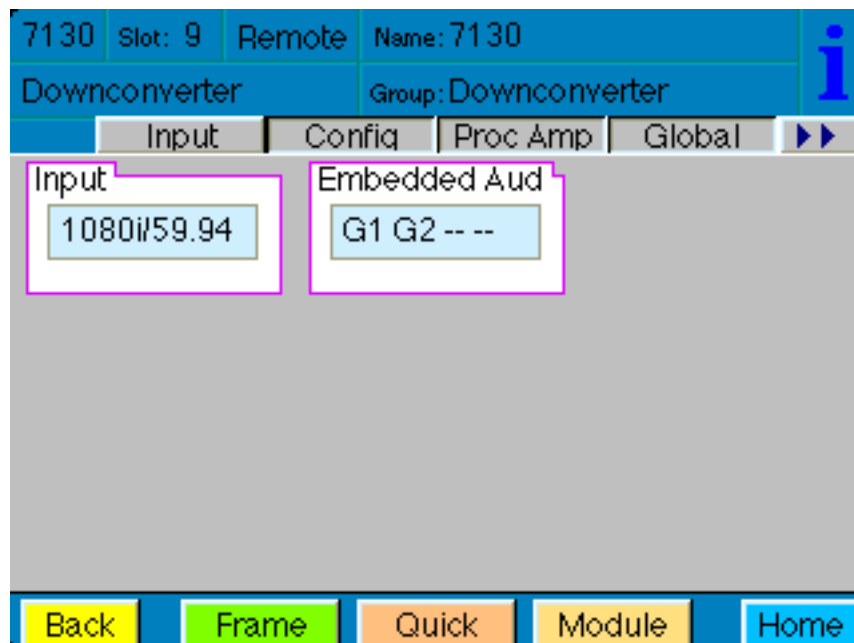 7130 Slot: 9 Remote Name: 7130
Downconverter Group: Downconverter
Input Config Proc Amp Global
Input Embedded Aud
1080i/59.94 G1 G2 -- --
Back Frame Quick Module Home